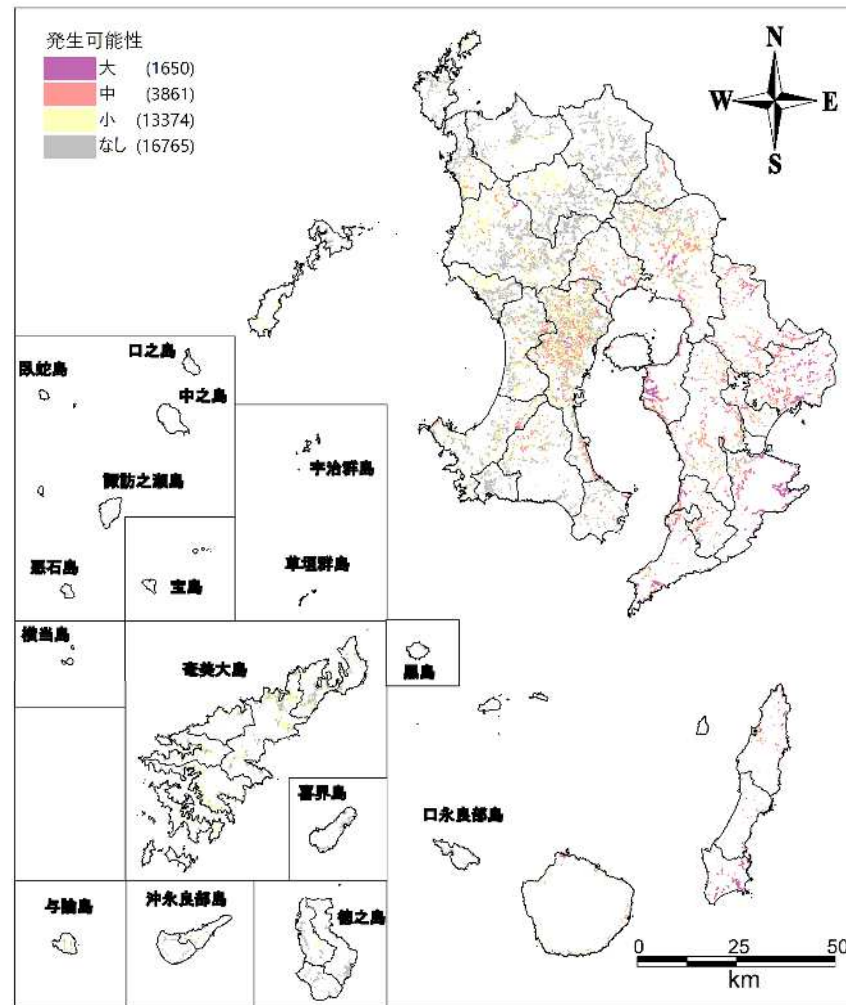 発生可能性
大 (1650)
中 (3861)
小 (13374)
なし (16765)
N
W E
S
口之島
臥蛇島
中之島
宇治群島
諏訪之瀬島
草垣群島
悪石島
宝島
横当島
奄美大島
黒島
喜界島
口永良部島
与論島
沖永良部島
徳之島
0 25 50
km